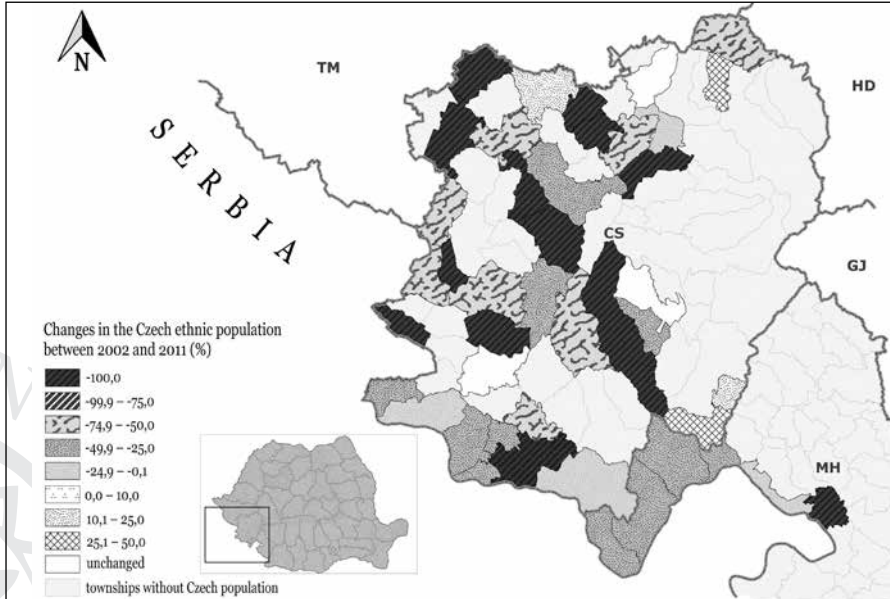 N
TM
HD
SERBIA
CS
GJ
MH
Changes in the Czech ethnic population
between 2002 and 2011 (%)
-100,0
-99,9 – -75,0
-74,9 – -50,0
-49,9 – -25,0
-24,9 – -0,1
0,0 – 10,0
10,1 – 25,0
25,1 – 50,0
unchanged
townships without Czech population